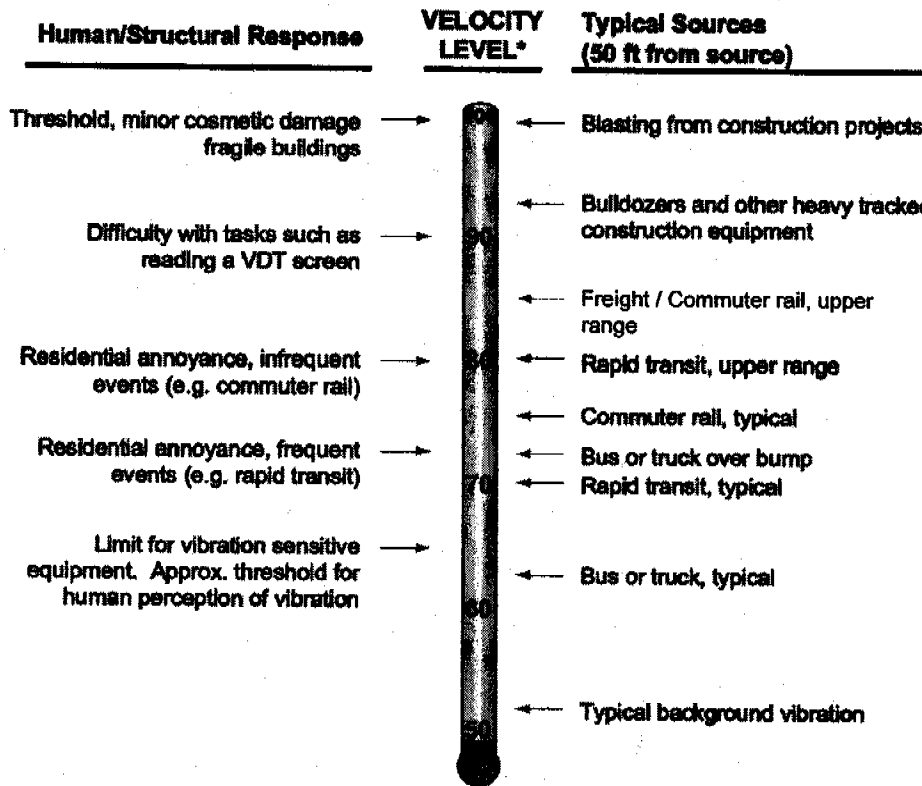 Human/Structural Response
VELOCITY
LEVEL*
Typical Sources
(50 ft from source)
Threshold, minor cosmetic damage
fragile buildings
100
Blasting from construction projects
Bulldozers and other heavy tracked
construction equipment
Difficulty with tasks such as
reading a VDT screen
90
Freight / Commuter rail, upper
range
Residential annoyance, infrequent
events (e.g. commuter rail)
80
Rapid transit, upper range
Commuter rail, typical
Residential annoyance, frequent
events (e.g. rapid transit)
Bus or truck over bump
70
Rapid transit, typical
Limit for vibration sensitive
equipment. Approx. threshold for
human perception of vibration
Bus or truck, typical
60
Typical background vibration
50